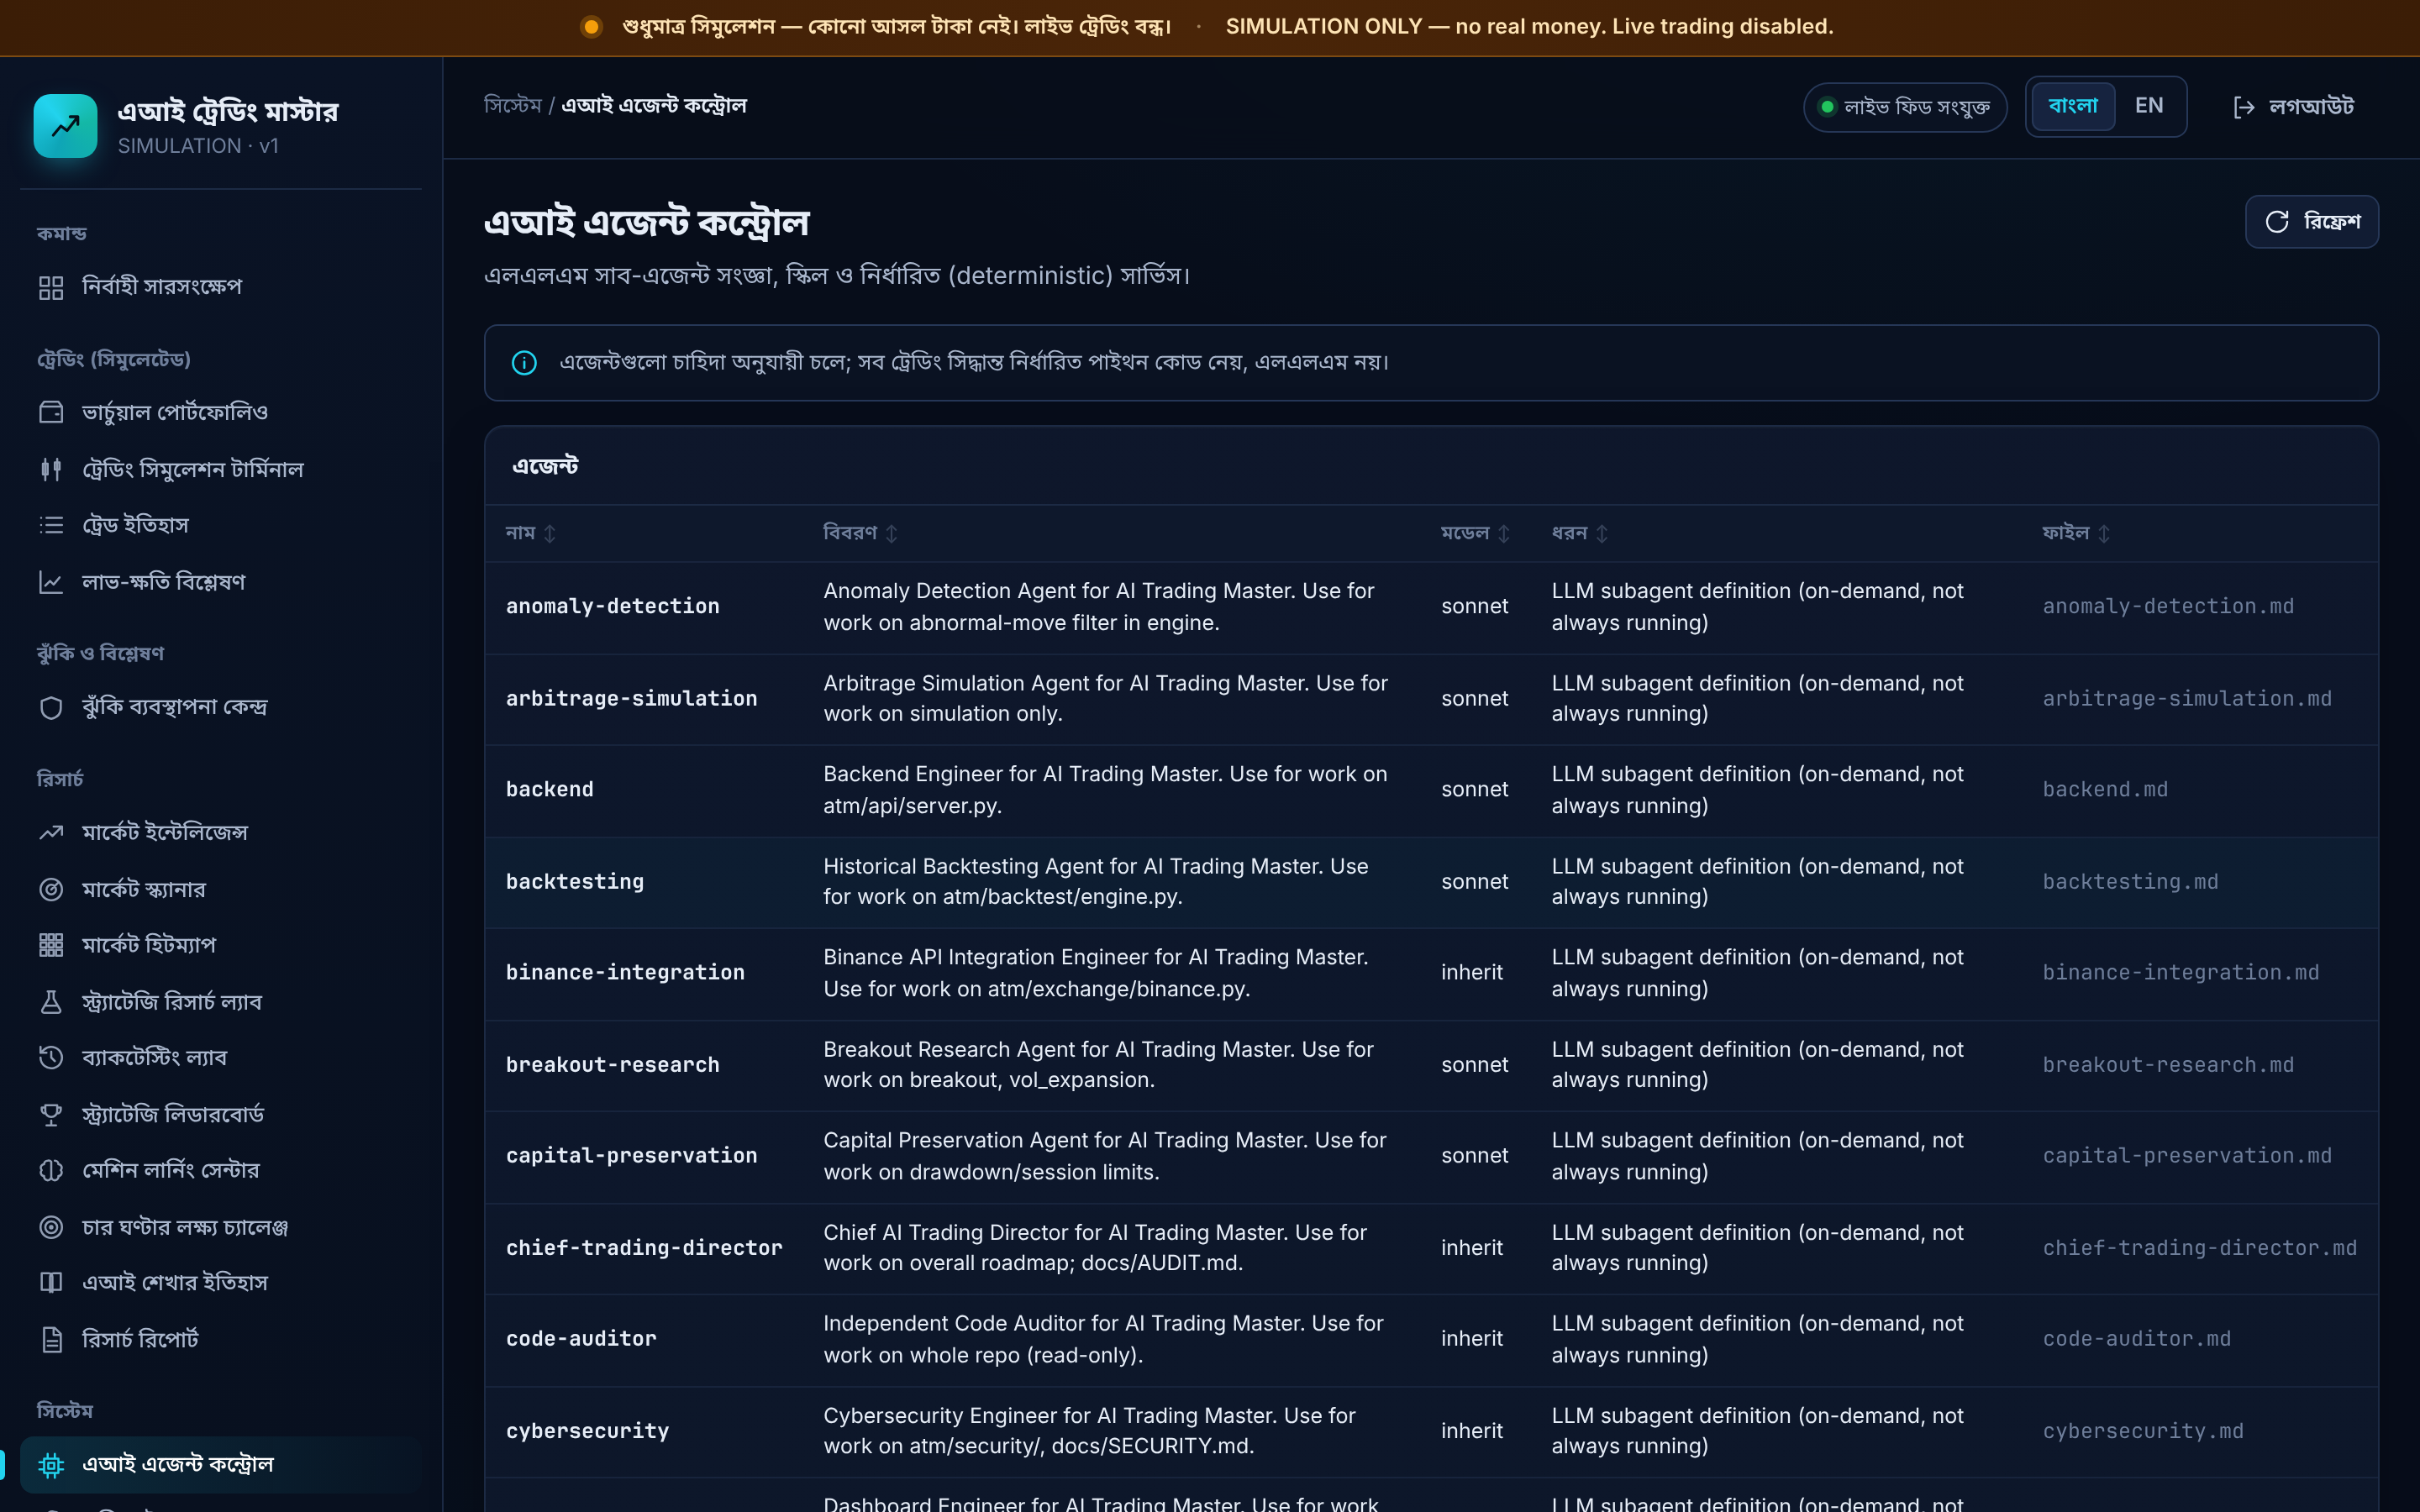 শুধুমাত্র সিমুলেশন — কোনো আসল টাকা নেই। লাইভ ট্রেডিং বন্ধ। · SIMULATION ONLY — no real money. Live trading disabled.
এআই ট্রেডিং মাস্টার
SIMULATION · v1
কমান্ড
নির্বাহী সারসংক্ষেপ
ট্রেডিং (সিমুলেটেড)
ভার্চুয়াল পোর্টফোলিও
ট্রেডিং সিমুলেশন টার্মিনাল
ট্রেড ইতিহাস
লাভ-ক্ষতি বিশ্লেষণ
ঝুঁকি ও বিশ্লেষণ
ঝুঁকি ব্যবস্থাপনা কেন্দ্র
রিসার্চ
মার্কেট ইন্টেলিজেন্স
মার্কেট স্ক্যানার
মার্কেট হিটম্যাপ
স্ট্র্যাটেজি রিসার্চ ল্যাব
ব্যাকটেস্টিং ল্যাব
স্ট্র্যাটেজি লিডারবোর্ড
মেশিন লার্নিং সেন্টার
চার ঘণ্টার লক্ষ্য চ্যালেঞ্জ
এআই শেখার ইতিহাস
রিসার্চ রিপোর্ট
সিস্টেম
এআই এজেন্ট কন্ট্রোল
সিস্টেম / এআই এজেন্ট কন্ট্রোল
লাইভ ফিড সংযুক্ত
বাংলা EN
লগআউট
এআই এজেন্ট কন্ট্রোল
রিফ্রেশ
এলএলএম সাব-এজেন্ট সংজ্ঞা, স্কিল ও নির্ধারিত (deterministic) সার্ভিস।
এজেন্টগুলো চাহিদা অনুযায়ী চলে; সব ট্রেডিং সিদ্ধান্ত নির্ধারিত পাইথন কোড নেয়, এলএলএম নয়।
এজেন্ট
নাম বিবরণ মডেল ধরন ফাইল
anomaly-detection
Anomaly Detection Agent for AI Trading Master. Use for
work on abnormal-move filter in engine.
sonnet
LLM subagent definition (on-demand, not
always running)
anomaly-detection.md
arbitrage-simulation
Arbitrage Simulation Agent for AI Trading Master. Use for
work on simulation only.
sonnet
LLM subagent definition (on-demand, not
always running)
arbitrage-simulation.md
backend
Backend Engineer for AI Trading Master. Use for work on
atm/api/server.py.
sonnet
LLM subagent definition (on-demand, not
always running)
backend.md
backtesting
Historical Backtesting Agent for AI Trading Master. Use
for work on atm/backtest/engine.py.
sonnet
LLM subagent definition (on-demand, not
always running)
backtesting.md
binance-integration
Binance API Integration Engineer for AI Trading Master.
Use for work on atm/exchange/binance.py.
inherit
LLM subagent definition (on-demand, not
always running)
binance-integration.md
breakout-research
Breakout Research Agent for AI Trading Master. Use for
work on breakout, vol_expansion.
sonnet
LLM subagent definition (on-demand, not
always running)
breakout-research.md
capital-preservation
Capital Preservation Agent for AI Trading Master. Use for
work on drawdown/session limits.
sonnet
LLM subagent definition (on-demand, not
always running)
capital-preservation.md
chief-trading-director
Chief AI Trading Director for AI Trading Master. Use for
work on overall roadmap; docs/AUDIT.md.
inherit
LLM subagent definition (on-demand, not
always running)
chief-trading-director.md
code-auditor
Independent Code Auditor for AI Trading Master. Use for
work on whole repo (read-only).
inherit
LLM subagent definition (on-demand, not
always running)
code-auditor.md
cybersecurity
Cybersecurity Engineer for AI Trading Master. Use for
work on atm/security/, docs/SECURITY.md.
inherit
LLM subagent definition (on-demand, not
always running)
cybersecurity.md
Dashboard Engineer for AI Trading Master. Use for work
LLM subagent definition (on-demand, not